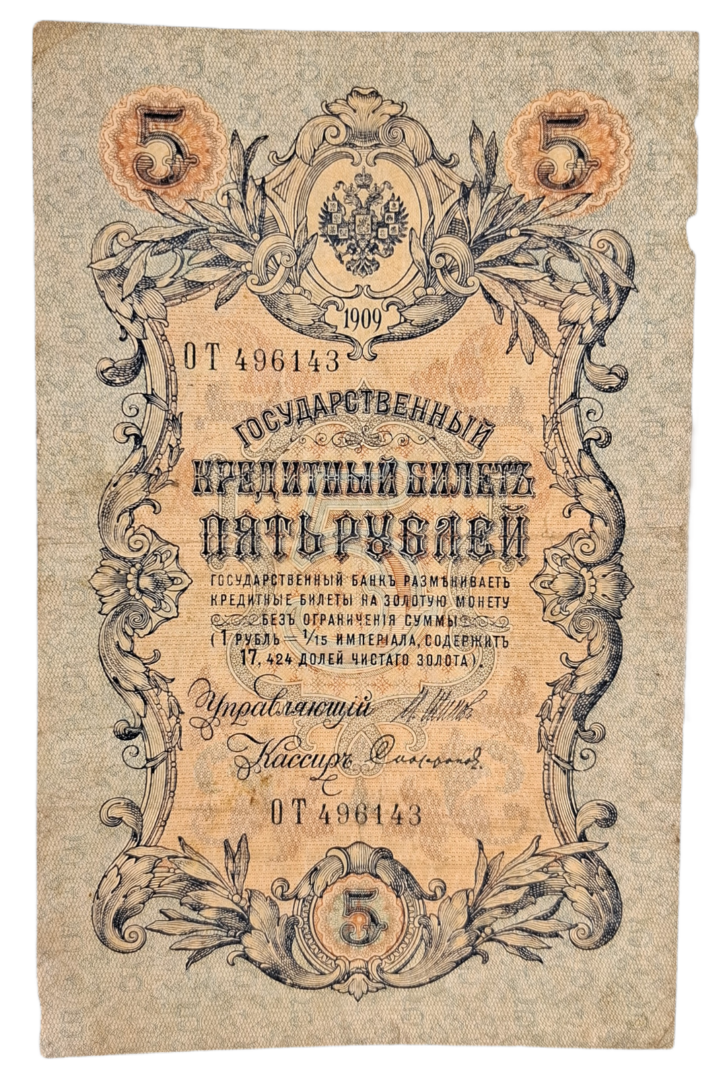 5 5
1909
ОТ 496143
ГОСУДАРСТВЕННЫЙ
КРЕДИТНЫЙ БИЛЕТЪ
ПЯТЬ РУБЛЕЙ
ГОСУДАРСТВЕННЫЙ БАНКЪ РАЗМѢНИВАЕТЪ
КРЕДИТНЫЕ БИЛЕТЫ НА ЗОЛОТУЮ МОНЕТУ
БЕЗЪ ОГРАНИЧЕНІЯ СУММЫ
(1 РУБЛЬ = 1/15 ИМПЕРІАЛА, СОДЕРЖИТЪ
17,424 ДОЛЕЙ ЧИСТАГО ЗОЛОТА).
Управляющій
Кассиръ
ОТ 496143
5